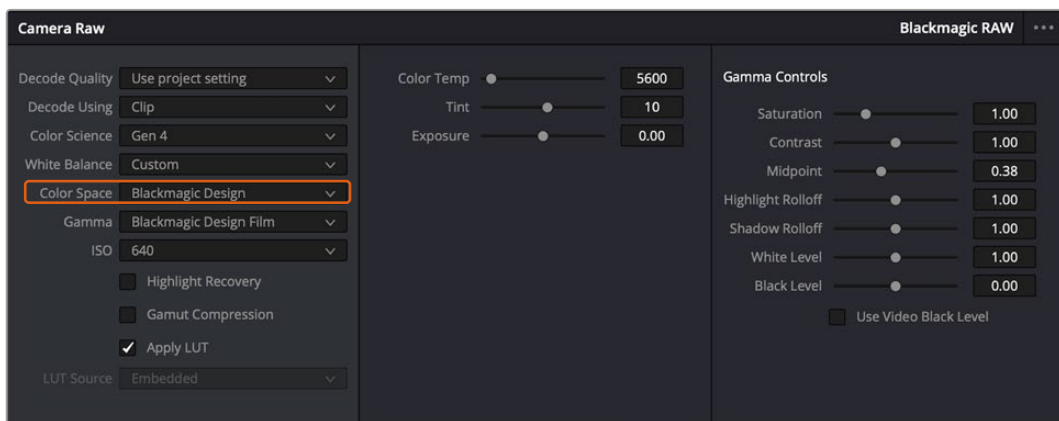 Camera Raw
Blackmagic RAW
Decode Quality Use project setting
Decode Using Clip
Color Science Gen 4
White Balance Custom
Color Space Blackmagic Design
Gamma Blackmagic Design Film
ISO 640
Highlight Recovery
Gamut Compression
Apply LUT
LUT Source Embedded
Color Temp 5600
Tint 10
Exposure 0.00
Gamma Controls
Saturation 1.00
Contrast 1.00
Midpoint 0.38
Highlight Rolloff 1.00
Shadow Rolloff 1.00
White Level 1.00
Black Level 0.00
Use Video Black Level